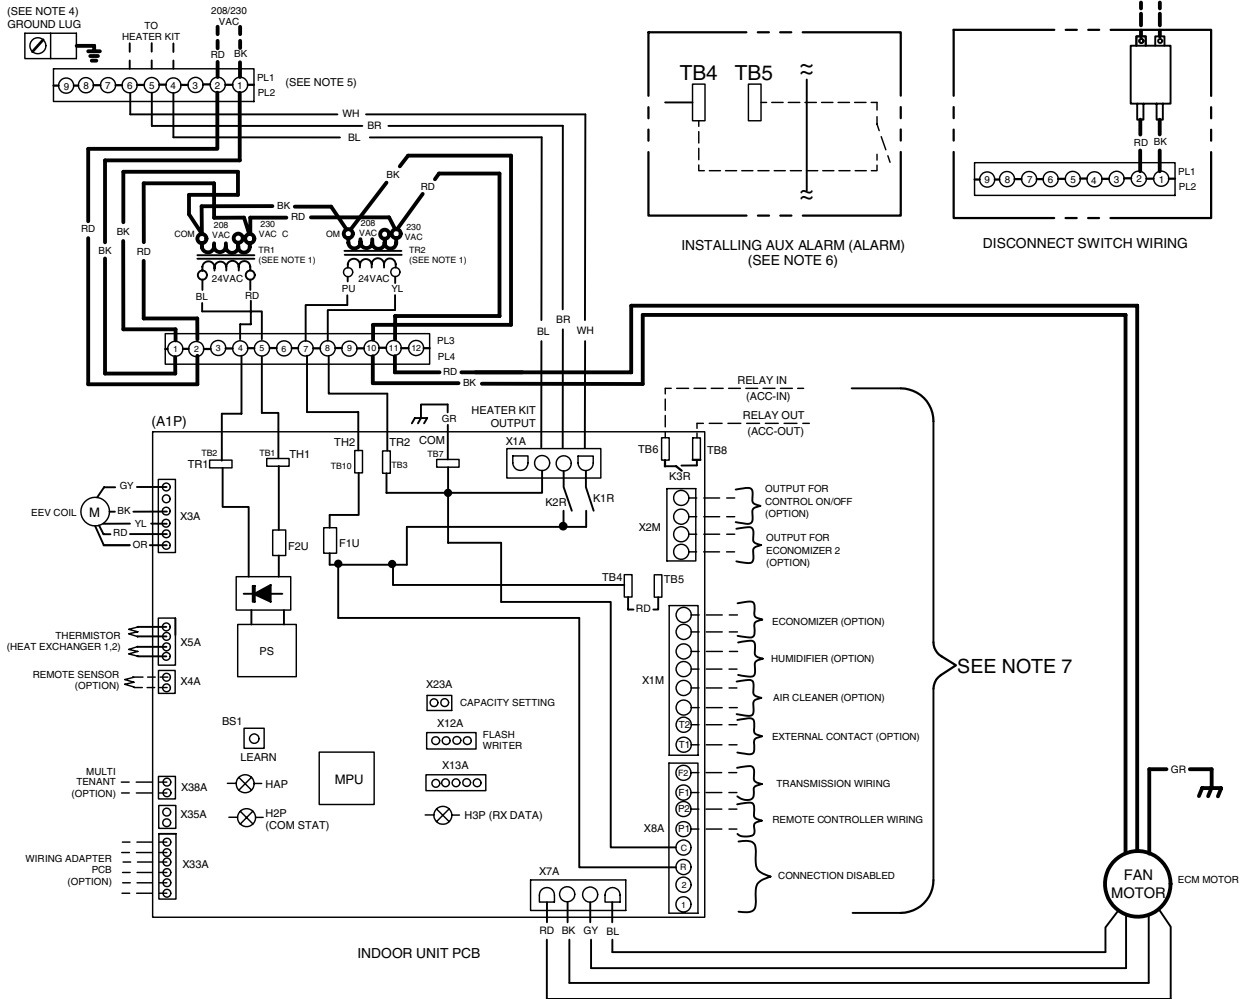 (SEE NOTE 4)
GROUND LUG
TO
HEATER KIT
208/230
VAC
RD BK
9 8 7 6 5 4 3 2 1
PL1
PL2
(SEE NOTE 5)
WH
BR
BL
BK
RD
BK
RD
RD
BK
BK
RD
COM
208
VAC
230
VAC C
TR1
(SEE NOTE 1)
24VAC
BL
RD
OM
208
VAC
230
VAC
TR2
(SEE NOTE 1)
24VAC
PU
YL
BL
BR
WH
1 2 3 4 5 6 7 8 9 10 11 12
PL3
PL4
RD
BK
TB4 TB5
INSTALLING AUX ALARM (ALARM)
(SEE NOTE 6)
RD BK
9 8 7 6 5 4 3 2 1
PL1
PL2
DISCONNECT SWITCH WIRING
(A1P)
TB2
TR1
TB1
TH1
TH2
TB10
TR2
TB3
GR
COM
TB7
HEATER KIT
OUTPUT
X1A
K2R
K1R
RELAY IN
(ACC-IN)
RELAY OUT
(ACC-OUT)
TB6
TB8
K3R
X2M
OUTPUT FOR
CONTROL ON/OFF
(OPTION)
OUTPUT FOR
ECONOMIZER 2
(OPTION)
EEV COIL
M
GY
BK
YL
RD
OR
X3A
F2U
F1U
PS
TB4
TB5
RD
THERMISTOR
(HEAT EXCHANGER 1,2)
X5A
REMOTE SENSOR
(OPTION)
X4A
X1M
ECONOMIZER (OPTION)
HUMIDIFIER (OPTION)
AIR CLEANER (OPTION)
T2
T1
EXTERNAL CONTACT (OPTION)
SEE NOTE 7
X23A
CAPACITY SETTING
X12A
FLASH
WRITER
X13A
H3P (RX DATA)
BS1
LEARN
HAP
H2P
(COM STAT)
MPU
MULTI
TENANT
(OPTION)
X38A
X35A
WIRING ADAPTER
PCB
(OPTION)
X33A
X8A
F2
F1
P2
P1
C
R
2
1
TRANSMISSION WIRING
REMOTE CONTROLLER WIRING
CONNECTION DISABLED
X7A
RD BK GY BL
INDOOR UNIT PCB
GR
FAN
MOTOR
ECM MOTOR